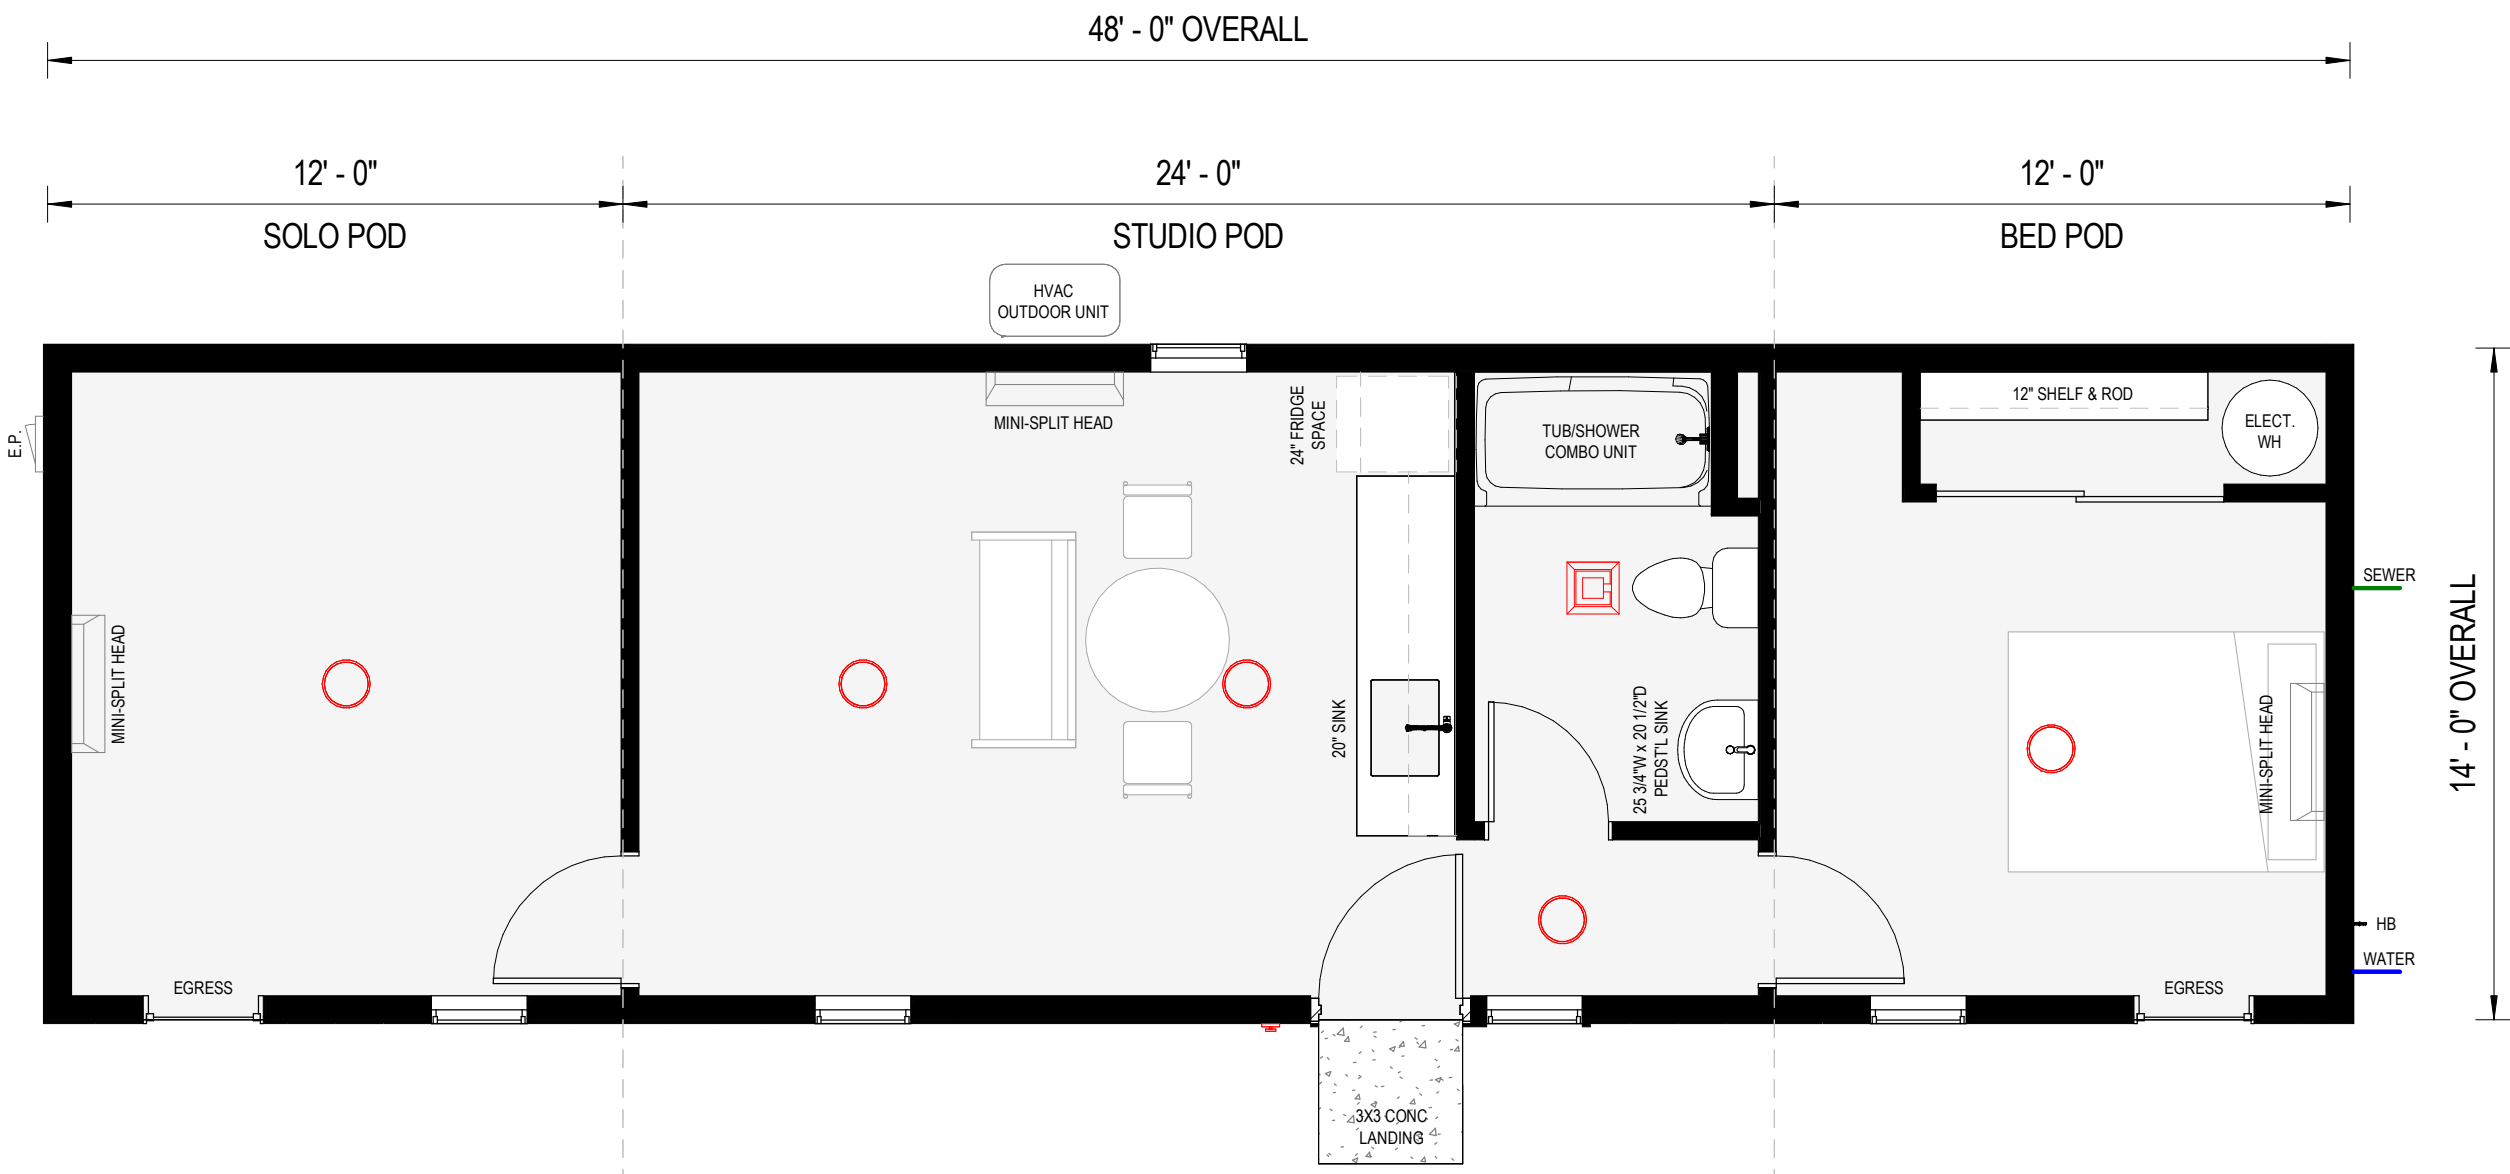 48' - 0" OVERALL
12' - 0"
24' - 0"
12' - 0"
SOLO POD
STUDIO POD
BED POD
HVAC
OUTDOOR UNIT
E.P.
MINI-SPLIT HEAD
MINI-SPLIT HEAD
24" FRIDGE
SPACE
TUB/SHOWER
COMBO UNIT
12" SHELF & ROD
ELECT.
WH
20" SINK
25 3/4"W x 20 1/2"D
PEDST'L SINK
MINI-SPLIT HEAD
SEWER
14' - 0" OVERALL
HB
WATER
EGRESS
EGRESS
3X3 CONC
LANDING